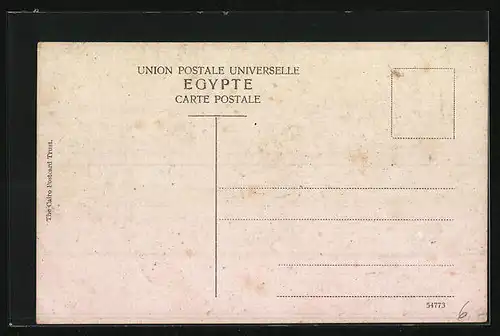 UNION POSTALE UNIVERSELLE
EGYPTE
CARTE POSTALE
The Cairo Postcard Trust.
54773
6